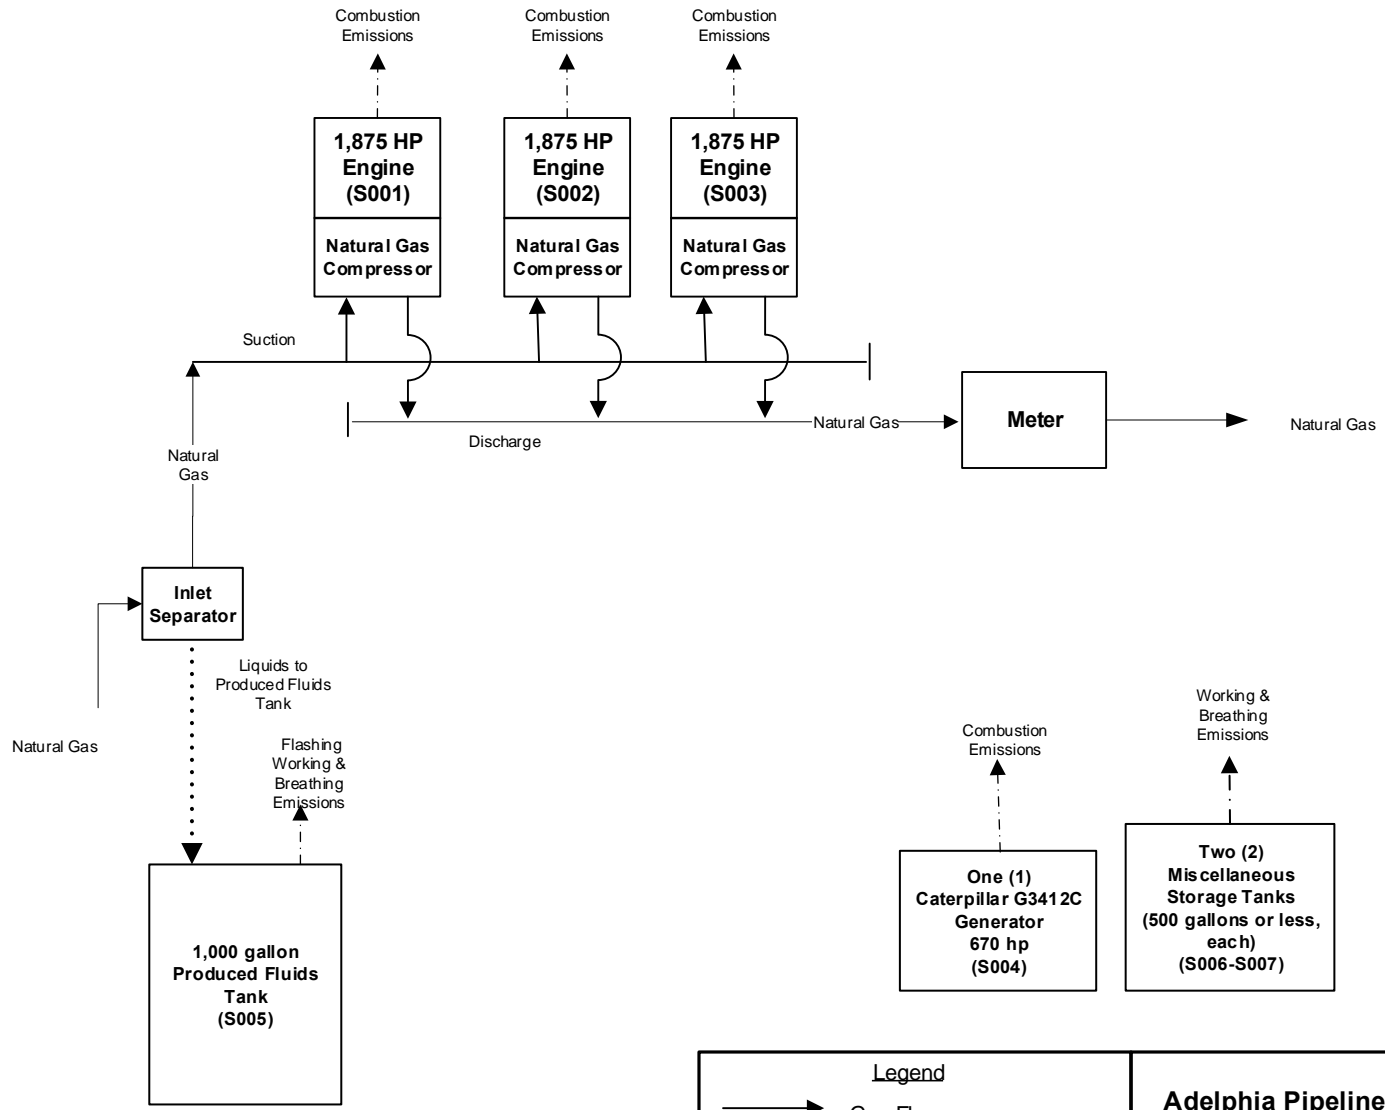 Combustion
Emissions
Combustion
Emissions
Combustion
Emissions
1,875 HP
Engine
(S001)
1,875 HP
Engine
(S002)
1,875 HP
Engine
(S003)
Natural Gas
Compressor
Natural Gas
Compressor
Natural Gas
Compressor
Suction
Natural Gas
Meter
Natural Gas
Discharge
Natural
Gas
Inlet
Separator
Liquids to
Produced Fluids
Tank
Natural Gas
Flashing
Working &
Breathing
Emissions
1,000 gallon
Produced Fluids
Tank
(S005)
Combustion
Emissions
One (1)
Caterpillar G3412C
Generator
670 hp
(S004)
Working &
Breathing
Emissions
Two (2)
Miscellaneous
Storage Tanks
(500 gallons or less,
each)
(S006-S007)
Legend
Adelphia Pipeline